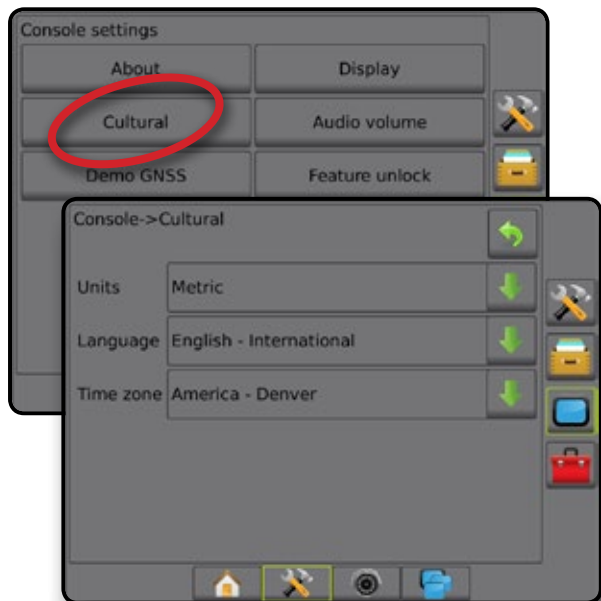 Console settings
About Display
Cultural Audio volume
Demo GNSS Feature unlock
Console->Cultural
Units Metric
Language English - International
Time zone America - Denver